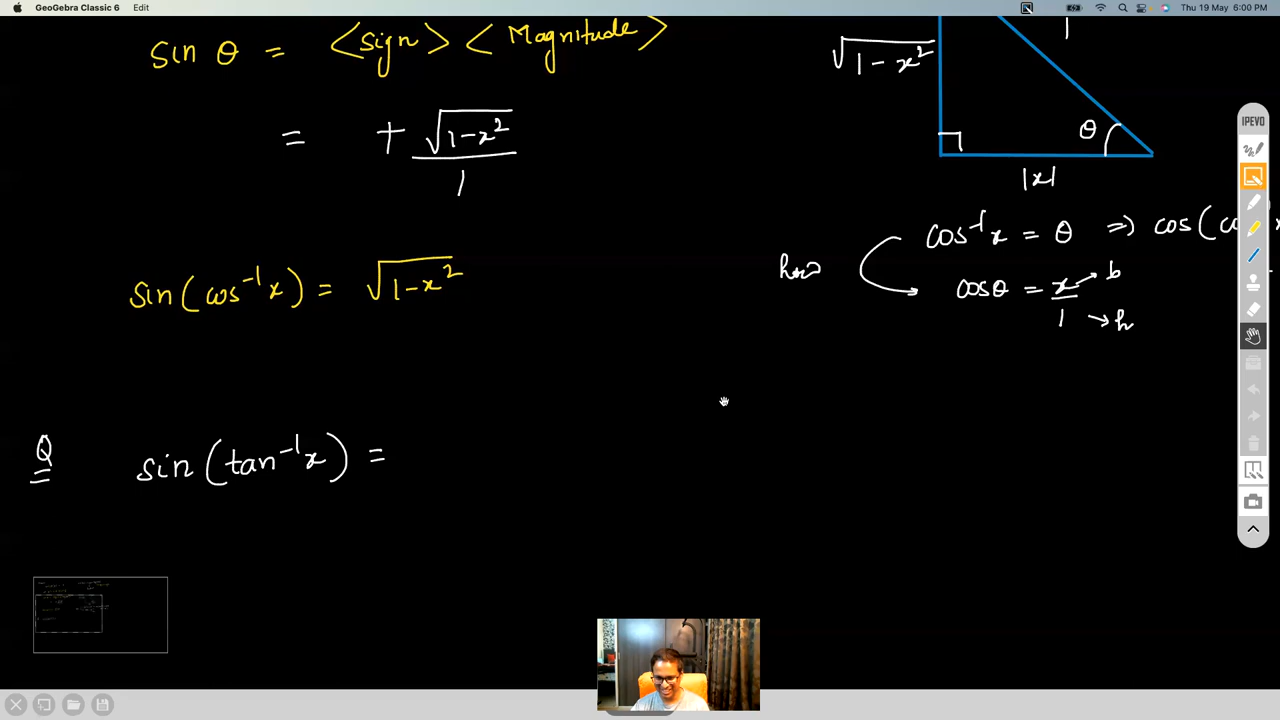 GeoGebra Classic 6 Edit Thu 19 May 6:00 PM
sin θ = <Sign> <Magnitude>
= + √(1-x²)
1
√(1-x²)
1
θ
|x|
IPEVO
cos⁻¹x = θ ⇒ cos(
cosθ = x → b
1 → h
sin(cos⁻¹x) = √(1-x²)
Q sin(tan⁻¹x) =